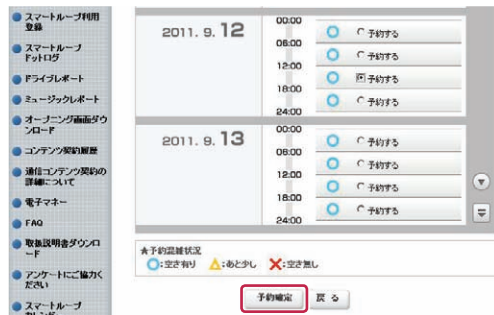 スマートループ利用
登録
スマートループ
ドットログ
ドライブレポート
ミュージックレポート
オープニング画面ダウ
ンロード
コンテンツ契約履歴
通信コンテンツ契約の
詳細について
電子マネー
FAQ
取扱説明書ダウンロ
ード
アンケートにご協力く
ださい
スマートループ
2011. 9. 12
00:00
06:00
12:00
18:00
24:00
予約する
予約する
予約する
予約する
2011. 9. 13
00:00
06:00
12:00
18:00
24:00
予約する
予約する
予約する
予約する
★予約混雑状況
:空き有り :あと少し :空き無し
予約確定 戻る